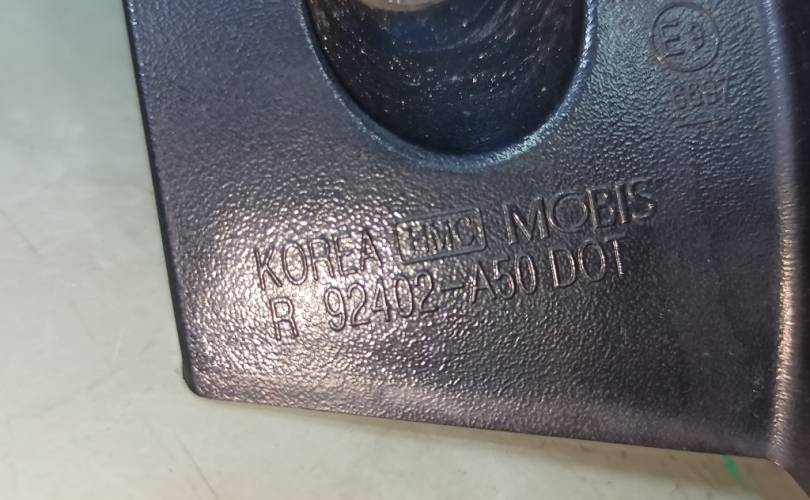 KOREA HMC MOBIS
R 92402-A50 DOT